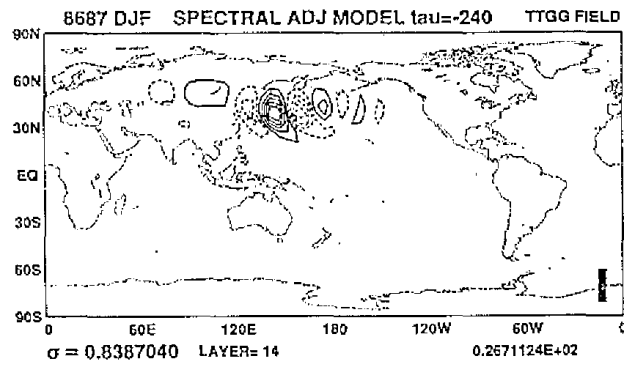 8687 DJF SPECTRAL ADJ MODEL tau=-240 TTGG FIELD
90N
60N
30N
EQ
30S
60S
90S
0 60E 120E 180 120W 60W 0
σ = 0.8387040 LAYER= 14 0.2671124E+02